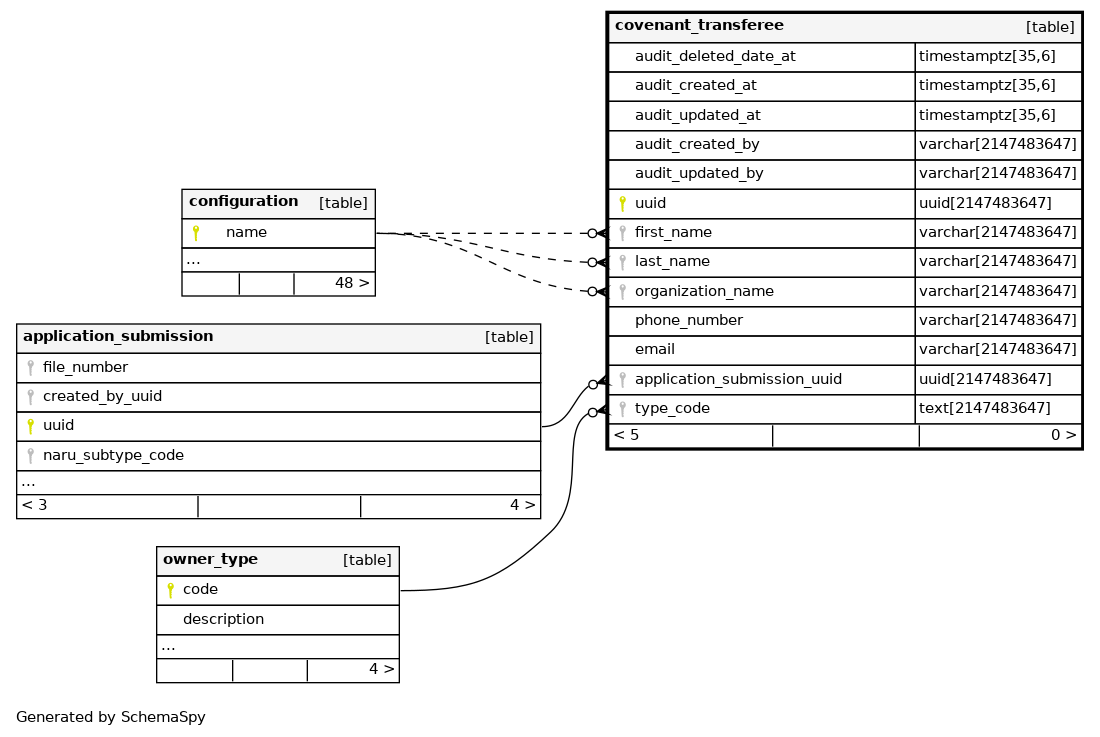 covenant_transferee [table]
audit_deleted_date_at timestamptz[35,6]
audit_created_at timestamptz[35,6]
audit_updated_at timestamptz[35,6]
audit_created_by varchar[2147483647]
audit_updated_by varchar[2147483647]
uuid uuid[2147483647]
first_name varchar[2147483647]
last_name varchar[2147483647]
organization_name varchar[2147483647]
phone_number varchar[2147483647]
email varchar[2147483647]
application_submission_uuid uuid[2147483647]
type_code text[2147483647]
< 5 0 >
configuration [table]
name
...
48 >
application_submission [table]
file_number
created_by_uuid
uuid
naru_subtype_code
...
< 3 4 >
owner_type [table]
code
description
...
4 >
Generated by SchemaSpy